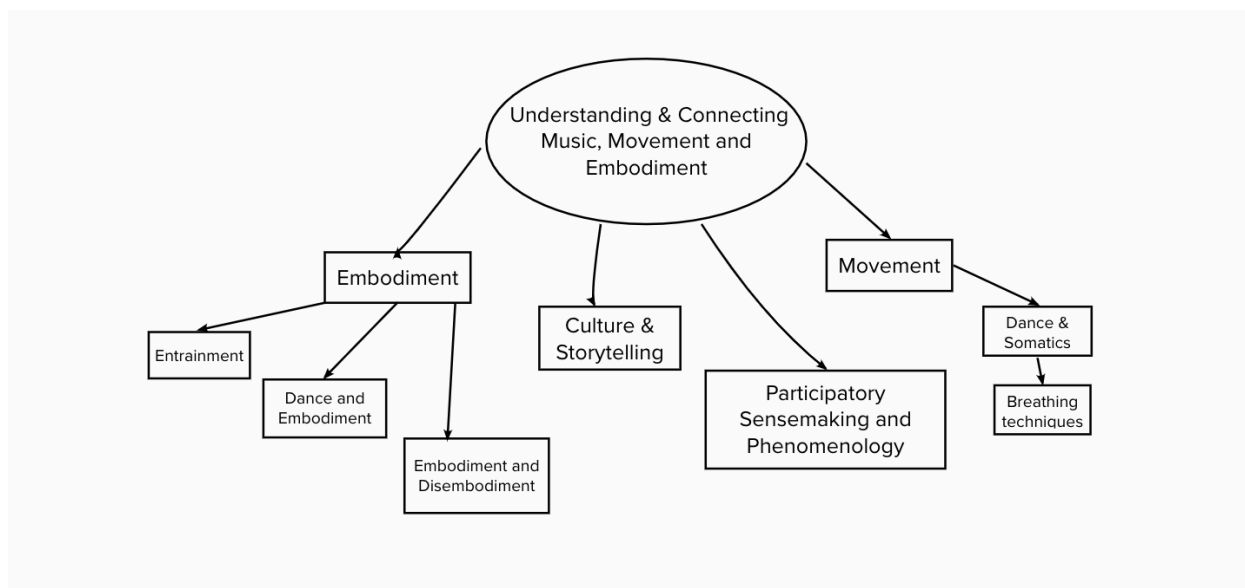 Understanding & Connecting
Music, Movement and
Embodiment
Embodiment
Movement
Entrainment
Dance and
Embodiment
Embodiment and
Disembodiment
Culture &
Storytelling
Participatory
Sensemaking and
Phenomenology
Dance &
Somatics
Breathing
techniques